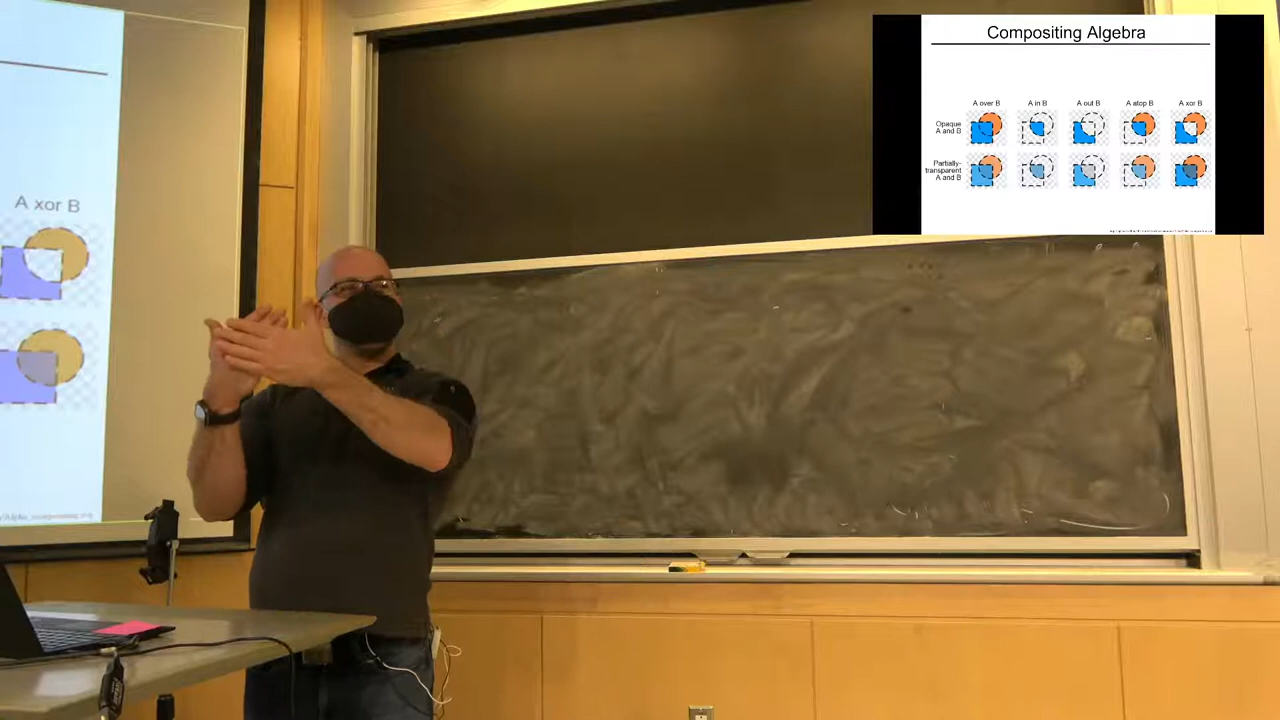 Compositing Algebra
A over B
A in B
A out B
A atop B
A xor B
Opaque
A and B
Partially-
transparent
A and B
A xor B